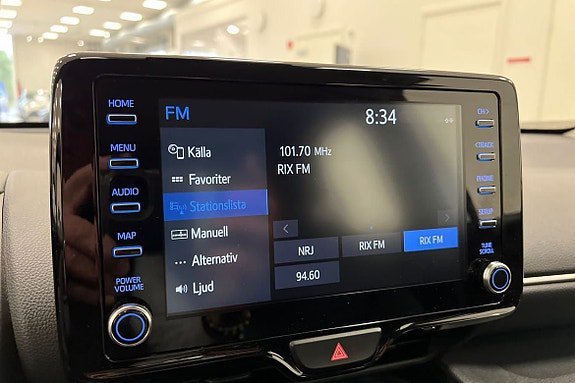 HOME
MENU
AUDIO
MAP
POWER
VOLUME
FM
8:34
Källa
Favoriter
Stationslista
Manuell
Alternativ
Ljud
101.70 MHz
RIX FM
NRJ
RIX FM
RIX FM
94.60
CH >
< TRACK
PHONE
SETUP
TUNE
SCROLL